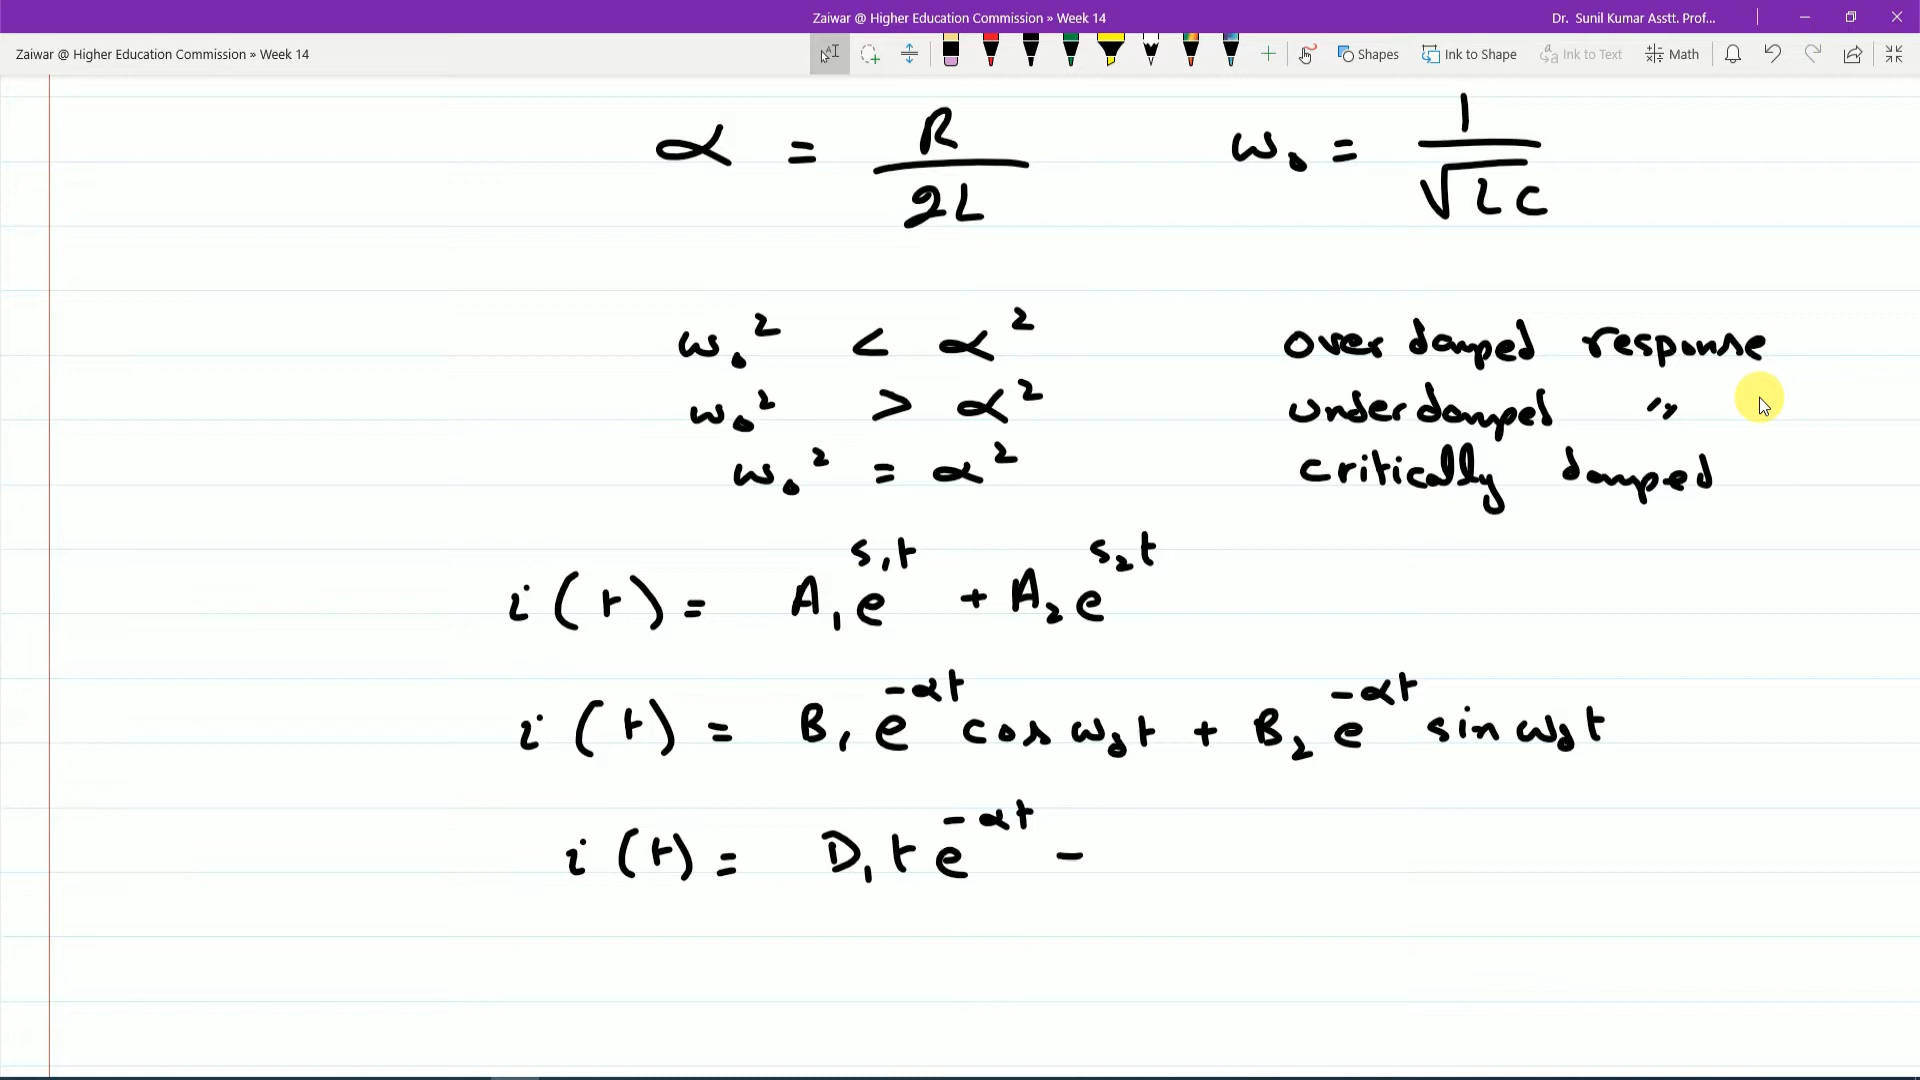 Zaiwar @ Higher Education Commission » Week 14
Dr. Sunil Kumar Asstt. Prof...
Zaiwar @ Higher Education Commission » Week 14
Shapes Ink to Shape Ink to Text Math
α = R / 2L ω₀ = 1 / √LC
ω₀² < α² over damped response
ω₀² > α² underdamped "
ω₀² = α² critically damped
i(t) = A₁e^s₁t + A₂e^s₂t
i(t) = B₁e^-αt cos ωdt + B₂e^-αt sin ωdt
i(t) = D₁te^-αt -